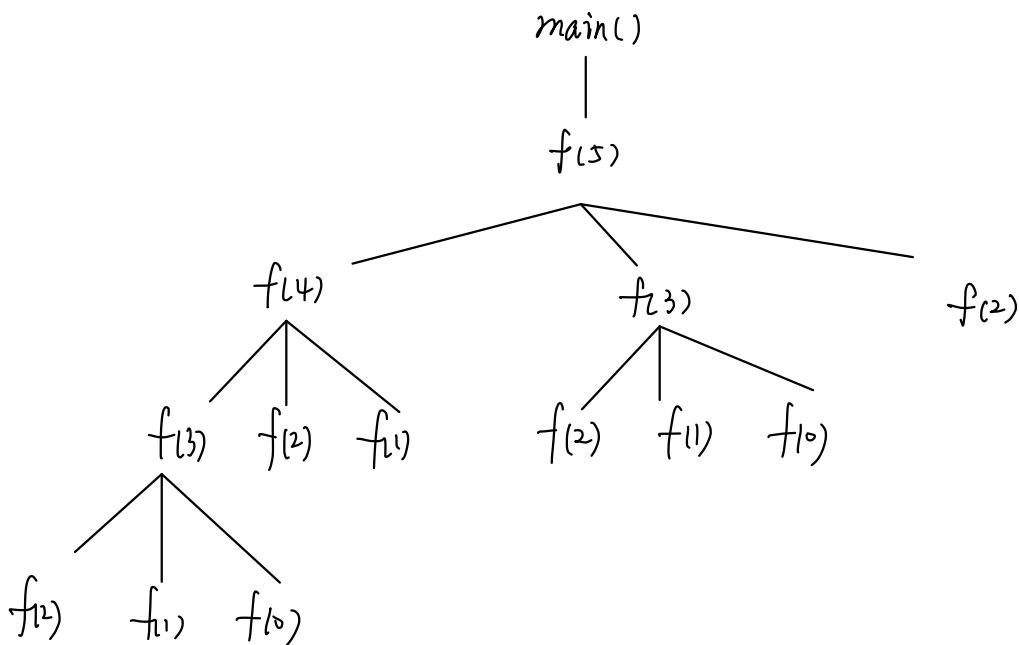 main()
f(5)
f(4) f(3) f(2)
f(3) f(2) f(1) f(2) f(1) f(0)
f(2) f(1) f(0)